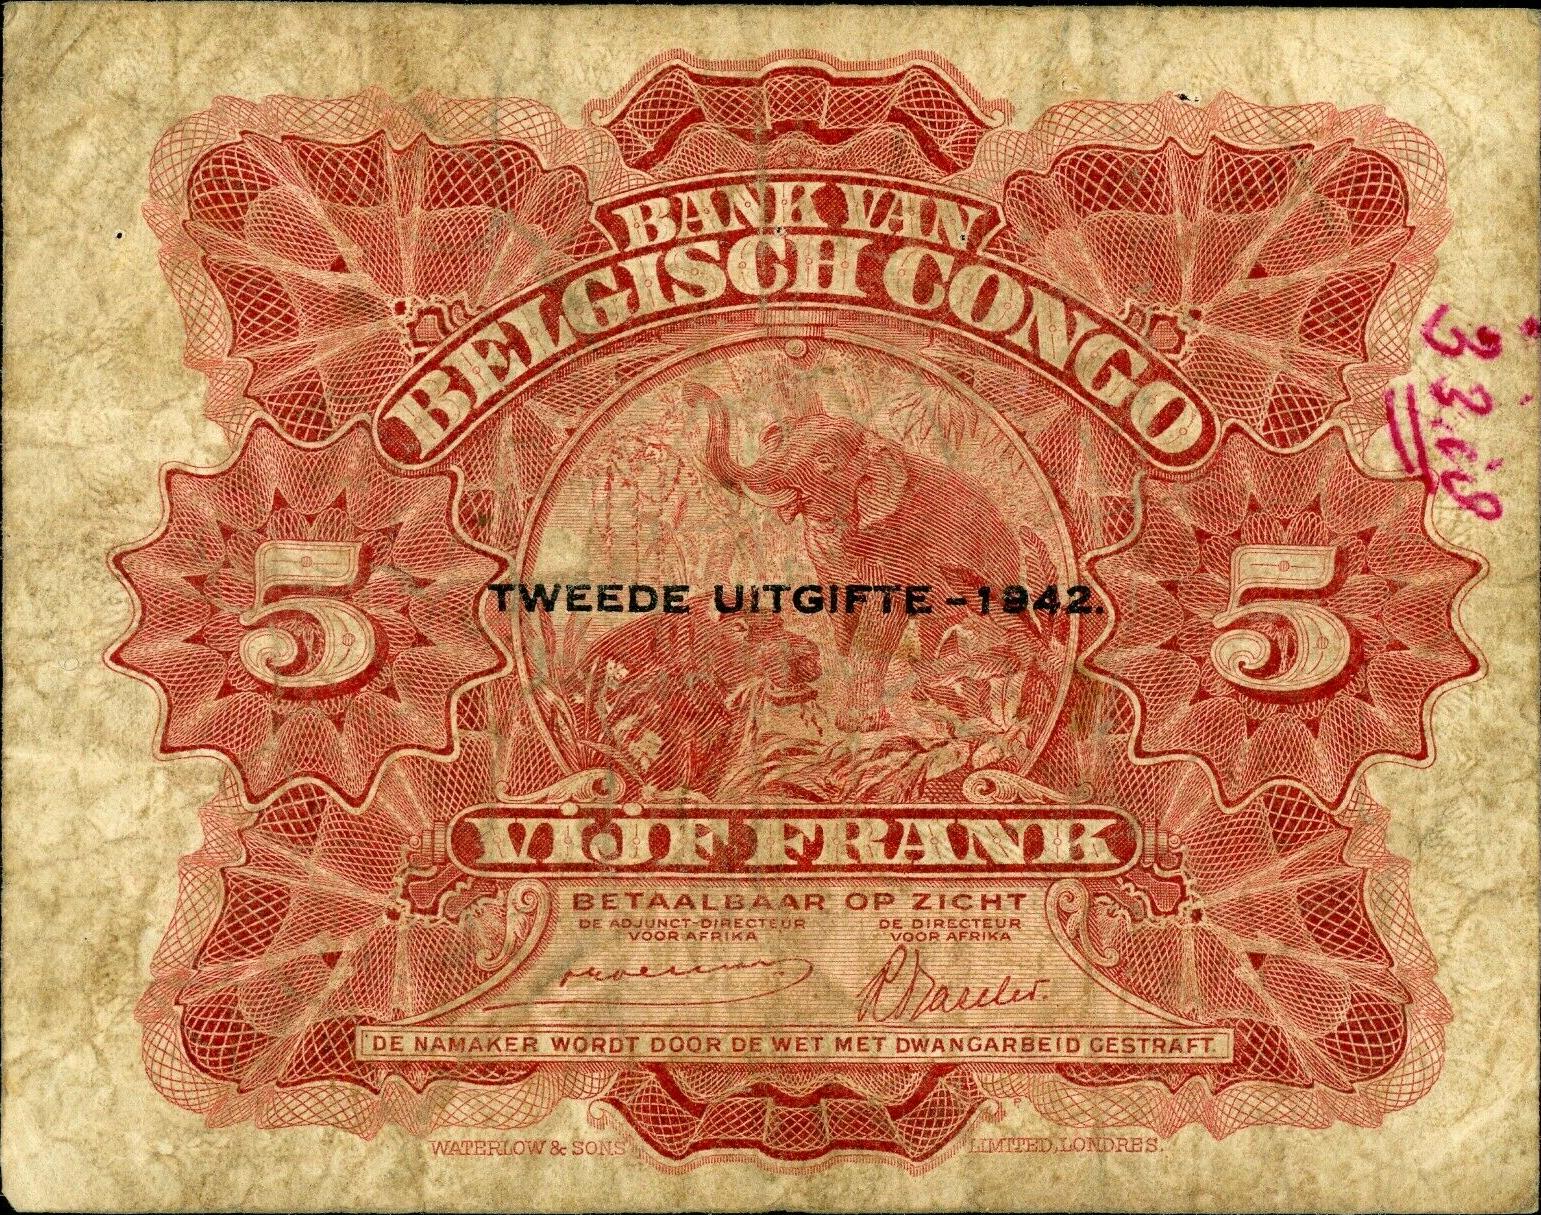 BANK VAN
BELGISCH CONGO
5
5
TWEEDE UITGIFTE - 1942.
VIJF FRANK
BETAALBAAR OP ZICHT
DE ADJUNCT-DIRECTEUR
VOOR AFRIKA
DE DIRECTEUR
VOOR AFRIKA
DE NAMAKER WORDT DOOR DE WET MET DWANGARBEID GESTRAFT.
WATERLOW & SONS LIMITED, LONDRES.